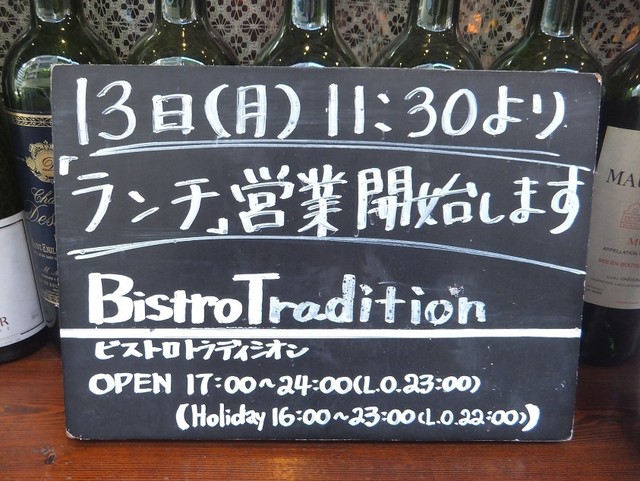 13日(月) 11:30より
「ランチ」営業開始します
Bistro Tradition
ビストロトラディシオン
OPEN 17:00~24:00(L.O.23:00)
(Holiday 16:00~23:00(L.O.22:00))